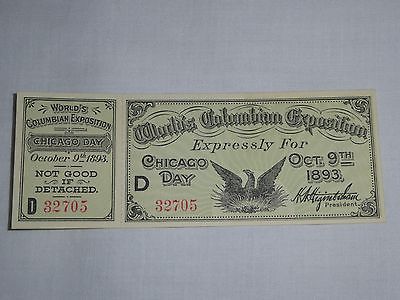 WORLD'S
COLUMBIAN EXPOSITION
CHICAGO DAY
October 9th 1893.
NOT GOOD
IF
DETACHED.
D 32705
World's Columbian Exposition
Expressly For
CHICAGO DAY
OCT. 9TH 1893.
D
32705
H.N. Higinbotham
President.